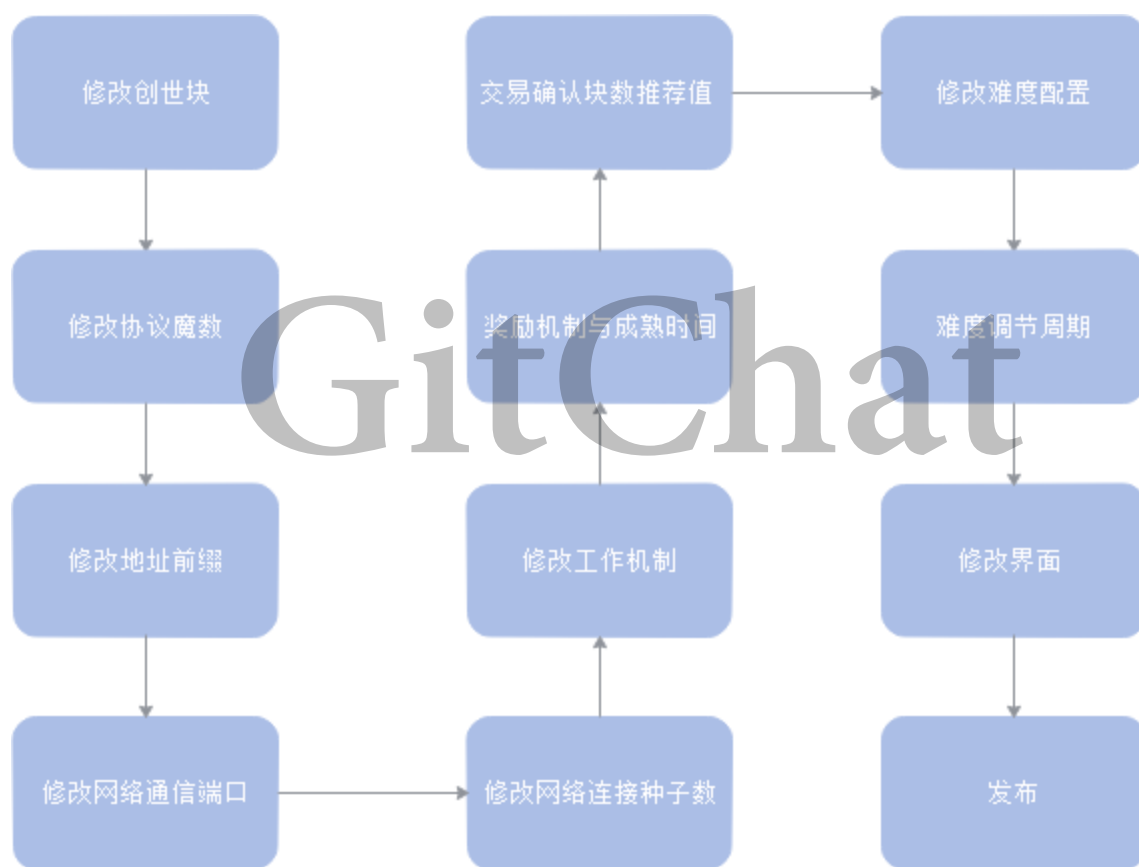 修改创世块
修改协议魔数
修改地址前缀
修改网络通信端口
修改网络连接种子数
修改工作机制
奖励机制与成熟时间
交易确认块数推荐值
修改难度配置
难度调节周期
修改界面
发布
GitChat